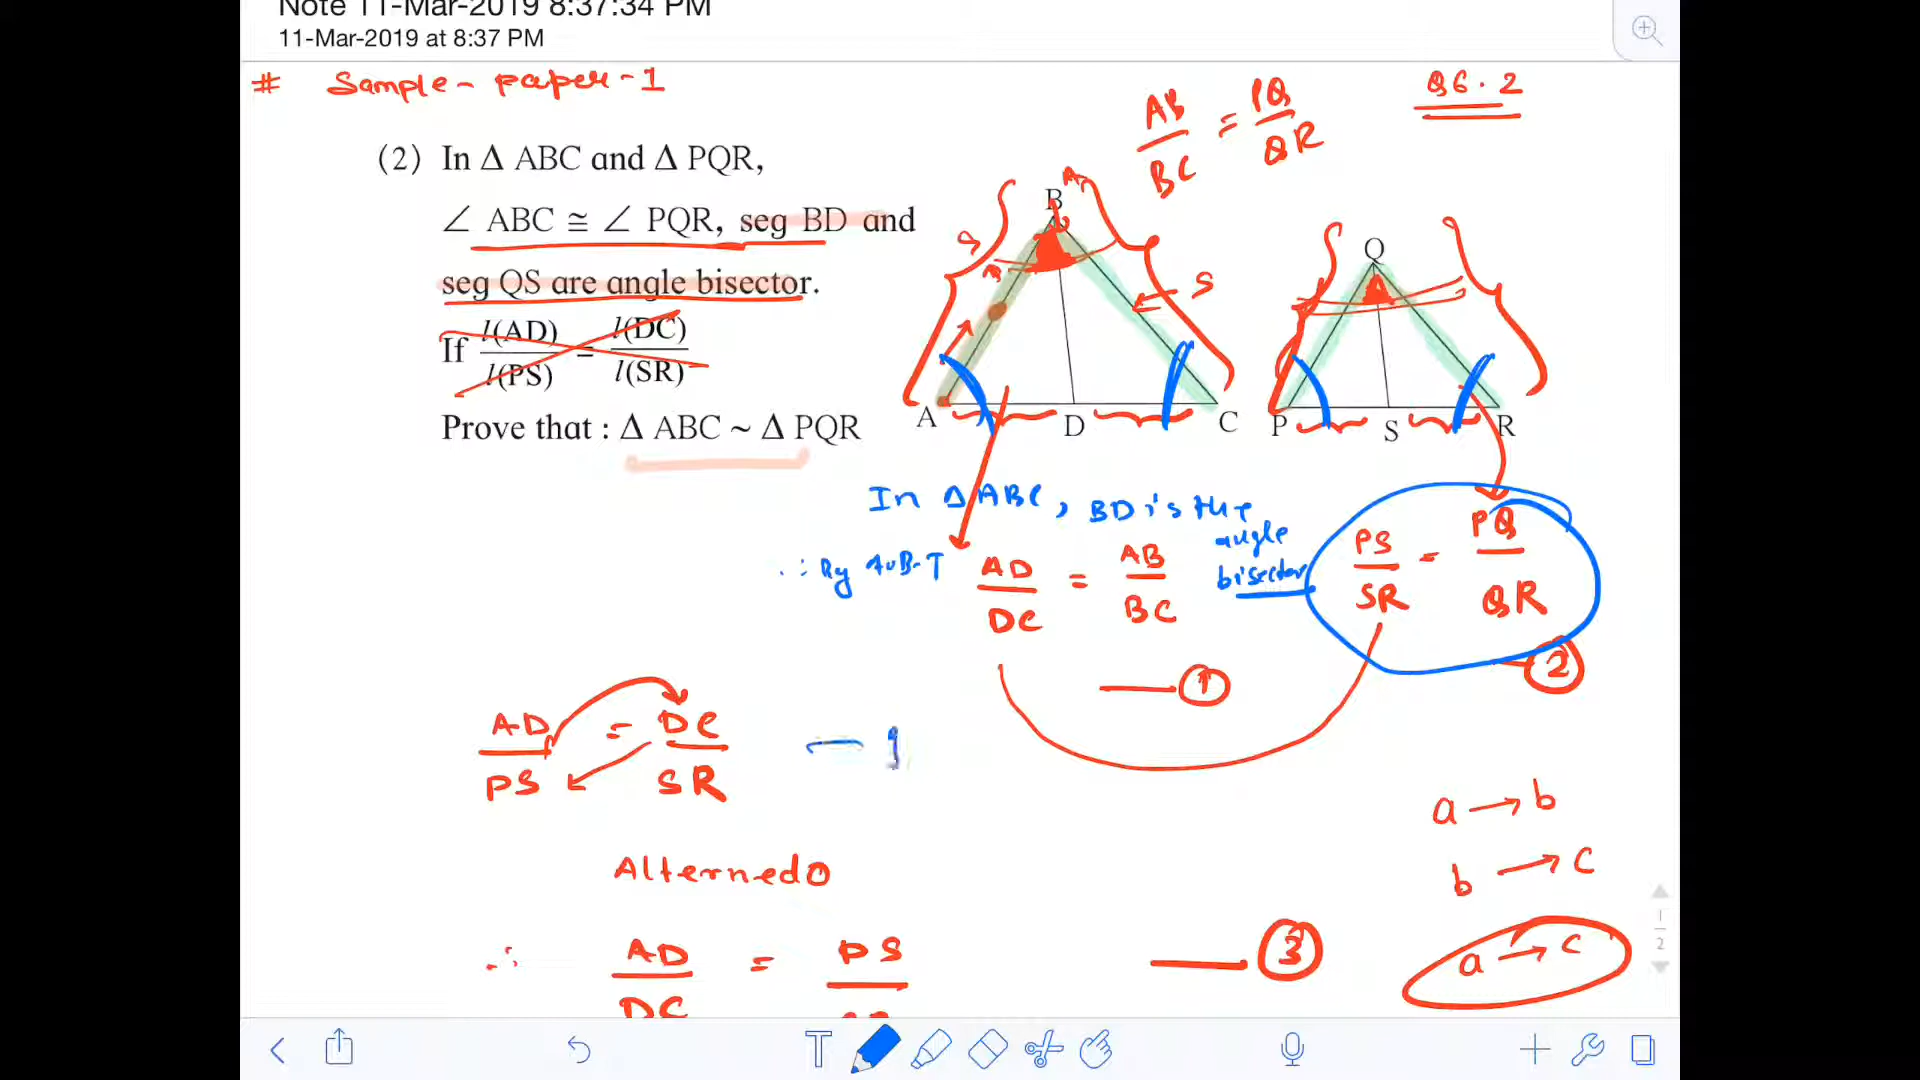 Note 11-Mar-2019 8:37:34 PM
11-Mar-2019 at 8:37 PM
# Sample-paper-1
Q6.2
AB/BC = PQ/QR
(2) In Δ ABC and Δ PQR,
∠ ABC ≅ ∠ PQR, seg BD and
seg QS are angle bisector.
If l(AD)/l(PS) = l(DC)/l(SR)
Prove that : Δ ABC ~ Δ PQR
B
S
A D C
Q
P S R
In Δ ABC, BD is the angle bisector
∴ By
AD/DC = AB/BC
1
PS/SR = PQ/QR
2
AD/PS = DC/SR
a → b
b → c
a → c
Alternedo
∴ AD/DC = PS
3
1
2
T